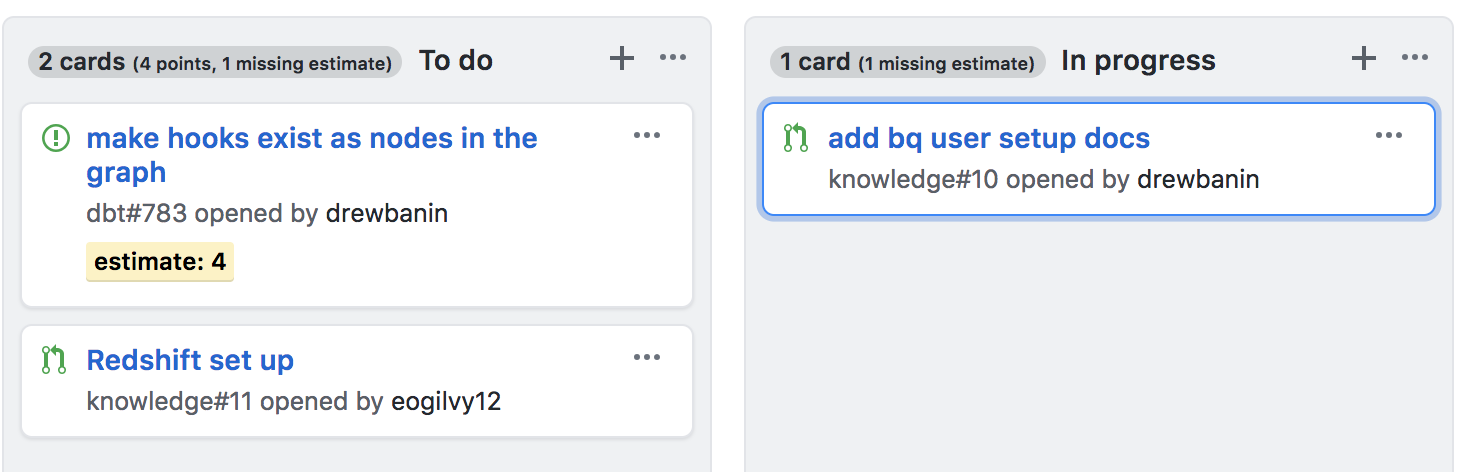 2 cards (4 points, 1 missing estimate) To do
make hooks exist as nodes in the
graph
dbt#783 opened by drewbanin
estimate: 4
Redshift set up
knowledge#11 opened by eogilvy12
1 card (1 missing estimate) In progress
add bq user setup docs
knowledge#10 opened by drewbanin